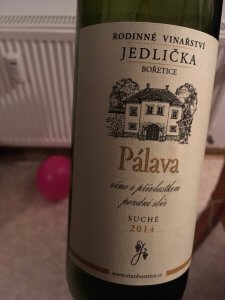 RODINNÉ VINAŘSTVÍ
JEDLIČKA
BOŘETICE
Pálava
víno s přívlastkem
pozdní sběr
SUCHÉ
2014
www.vinoboretice.cz